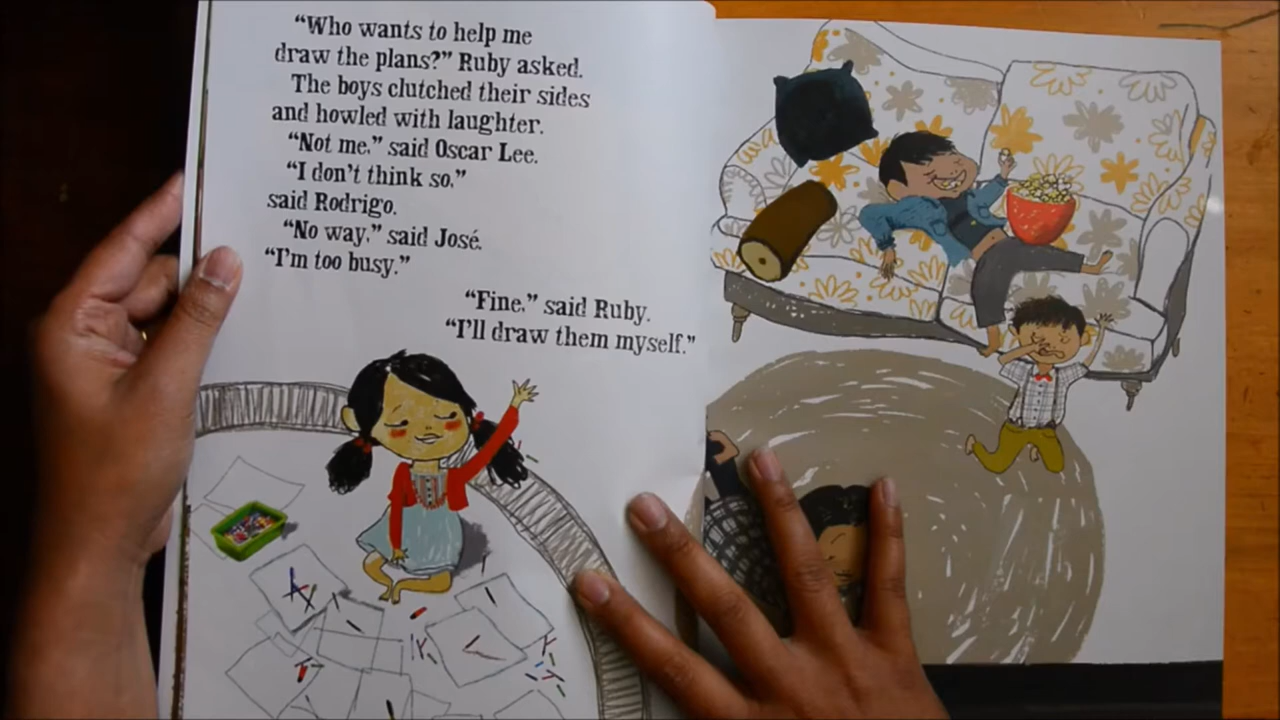 “Who wants to help me
draw the plans?” Ruby asked.
The boys clutched their sides
and howled with laughter.
“Not me,” said Oscar Lee.
“I don't think so,”
said Rodrigo.
“No way,” said José.
“I'm too busy.”
“Fine,” said Ruby.
“I'll draw them myself.”